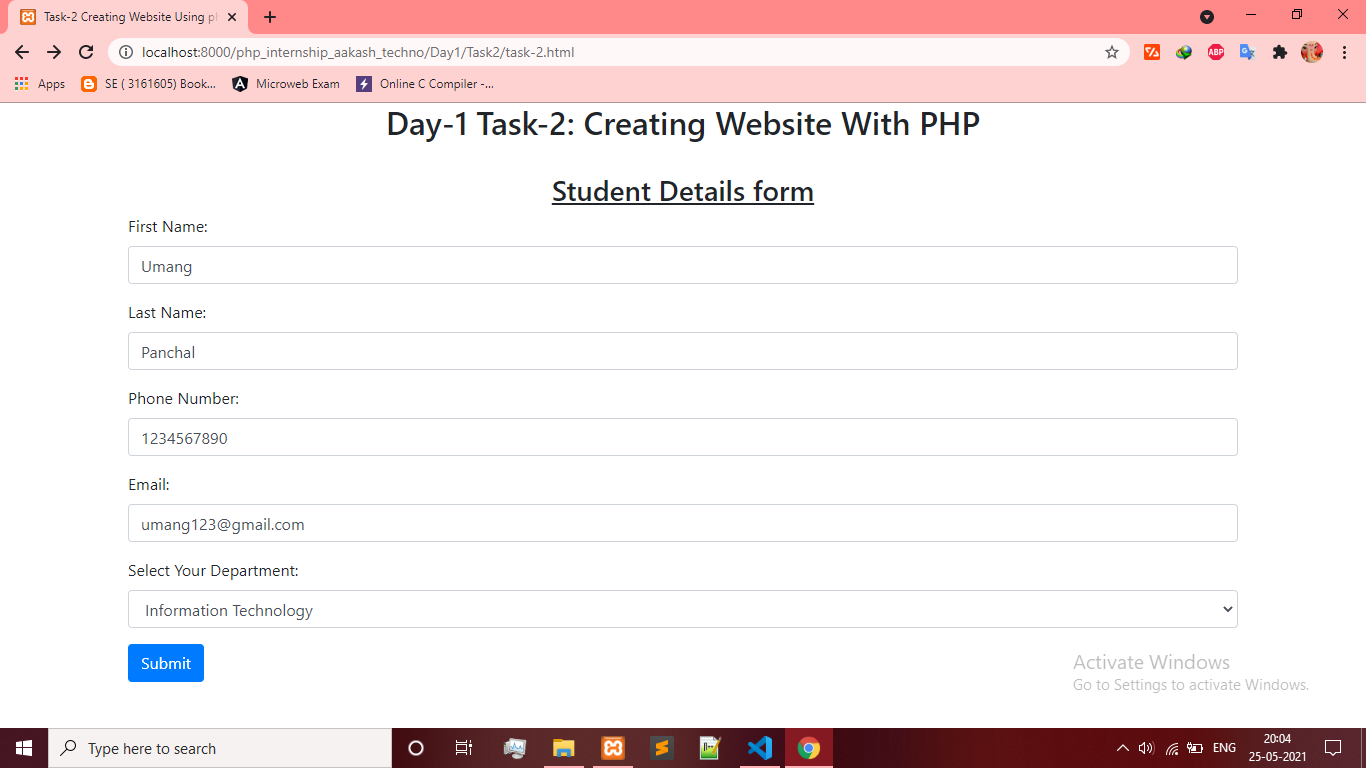 Task-2 Creating Website Using ph
localhost:8000/php_internship_aakash_techno/Day1/Task2/task-2.html
ABP
Apps
SE ( 3161605) Book...
Microweb Exam
Online C Compiler -...
Day-1 Task-2: Creating Website With PHP
Student Details form
First Name:
Umang
Last Name:
Panchal
Phone Number:
1234567890
Email:
umang123@gmail.com
Select Your Department:
Information Technology
Submit
Activate Windows
Go to Settings to activate Windows.
Type here to search
ENG
20:04
25-05-2021